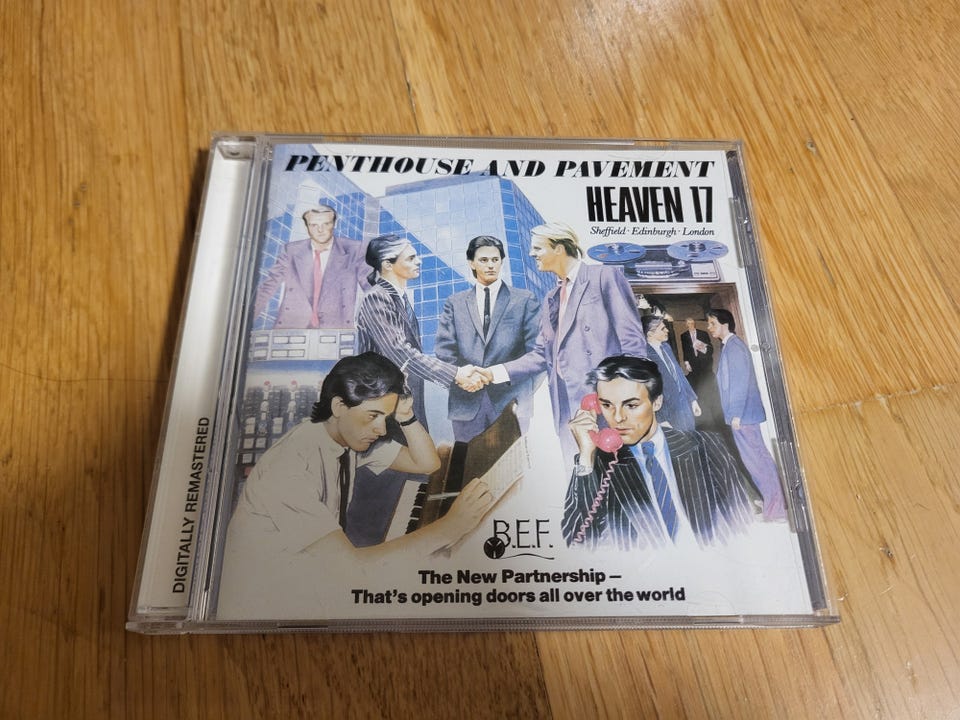 PENTHOUSE AND PAVEMENT
HEAVEN 17
Sheffield · Edinburgh · London
B.E.F.
The New Partnership –
That's opening doors all over the world
DIGITALLY REMASTERED